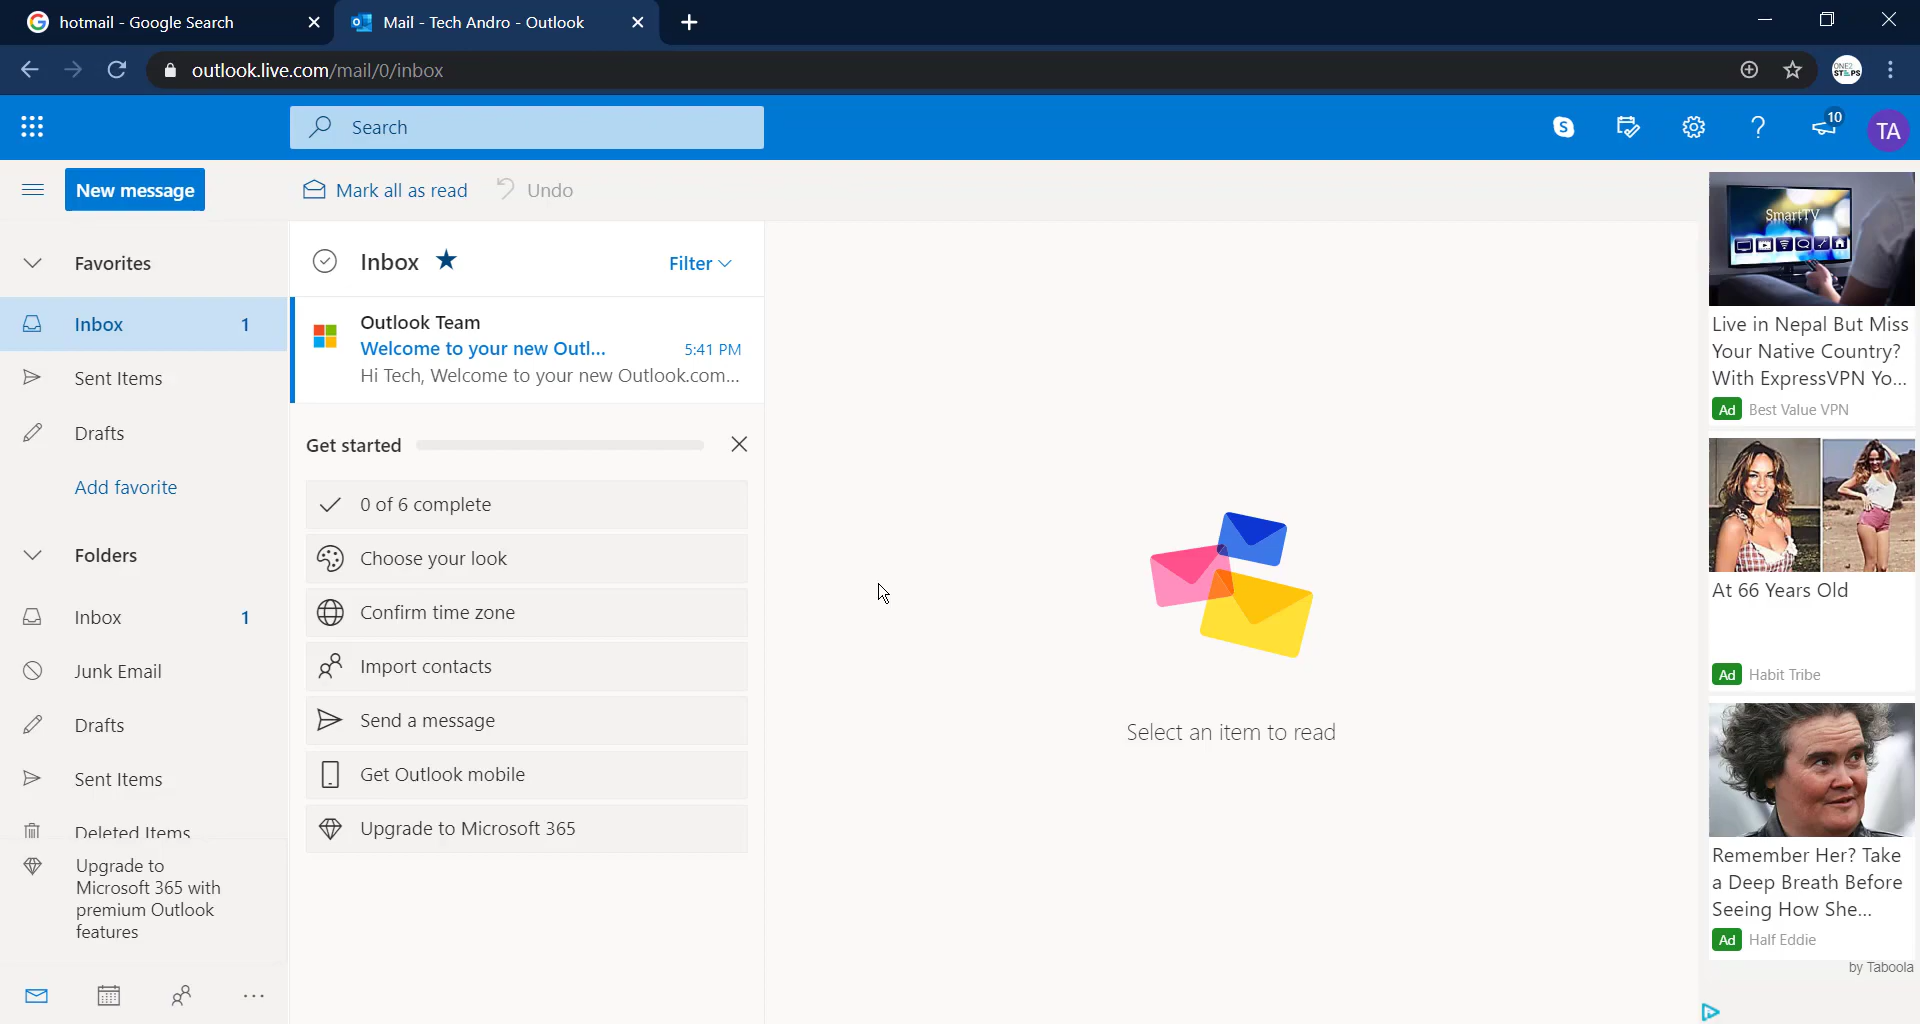 hotmail - Google Search
Mail - Tech Andro - Outlook
outlook.live.com/mail/0/inbox
ONE2
STEPS
Search
S
10
TA
New message
Mark all as read
Undo
Favorites
Inbox 1
Sent Items
Drafts
Add favorite
Folders
Inbox 1
Junk Email
Drafts
Sent Items
Deleted Items
Upgrade to
Microsoft 365 with
premium Outlook
features
Inbox
Filter
Outlook Team
Welcome to your new Outl... 5:41 PM
Hi Tech, Welcome to your new Outlook.com...
Get started
0 of 6 complete
Choose your look
Confirm time zone
Import contacts
Send a message
Get Outlook mobile
Upgrade to Microsoft 365
Select an item to read
SmartTV
Live in Nepal But Miss
Your Native Country?
With ExpressVPN Yo...
Ad Best Value VPN
At 66 Years Old
Ad Habit Tribe
Remember Her? Take
a Deep Breath Before
Seeing How She...
Ad Half Eddie
by Taboola